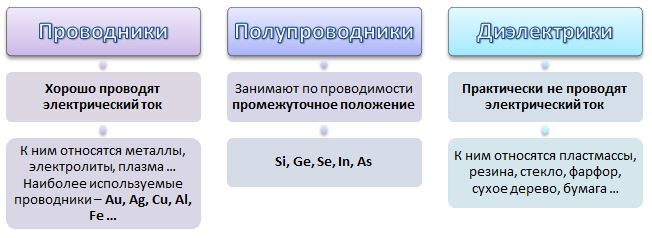 Проводники
Полупроводники
Диэлектрики
Хорошо проводят
электрический ток
Занимают по проводимости
промежуточное положение
Практически не проводят
электрический ток
К ним относятся металлы,
электролиты, плазма ...
Наиболее используемые
проводники – Au, Ag, Cu, Al,
Fe ...
Si, Ge, Se, In, As
К ним относятся пластмассы,
резина, стекло, фарфор,
сухое дерево, бумага ...